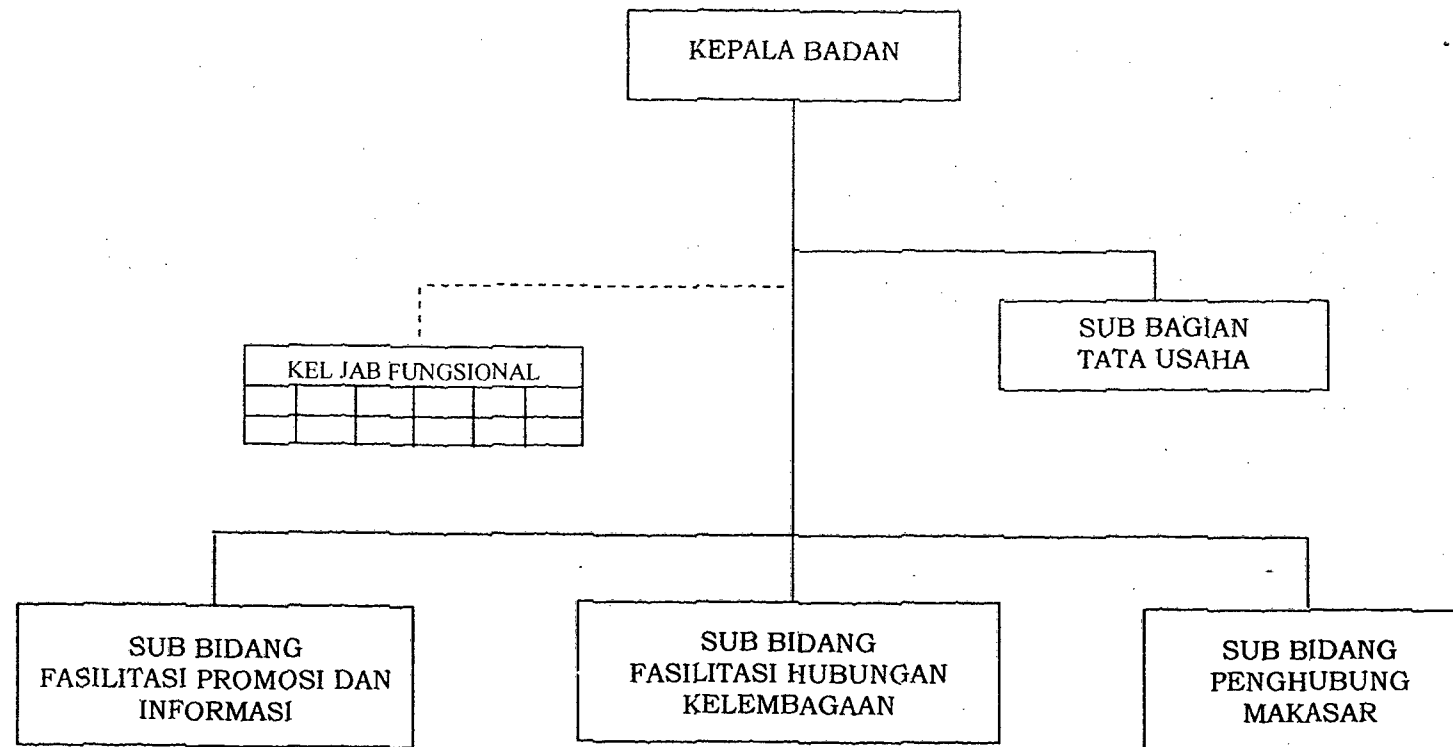 KEPALA BADAN
SUB BAGIAN
TATA USAHA
KEL JAB FUNGSIONAL
SUB BIDANG
FASILITASI PROMOSI DAN
INFORMASI
SUB BIDANG
FASILITASI HUBUNGAN
KELEMBAGAAN
SUB BIDANG
PENGHUBUNG
MAKASAR